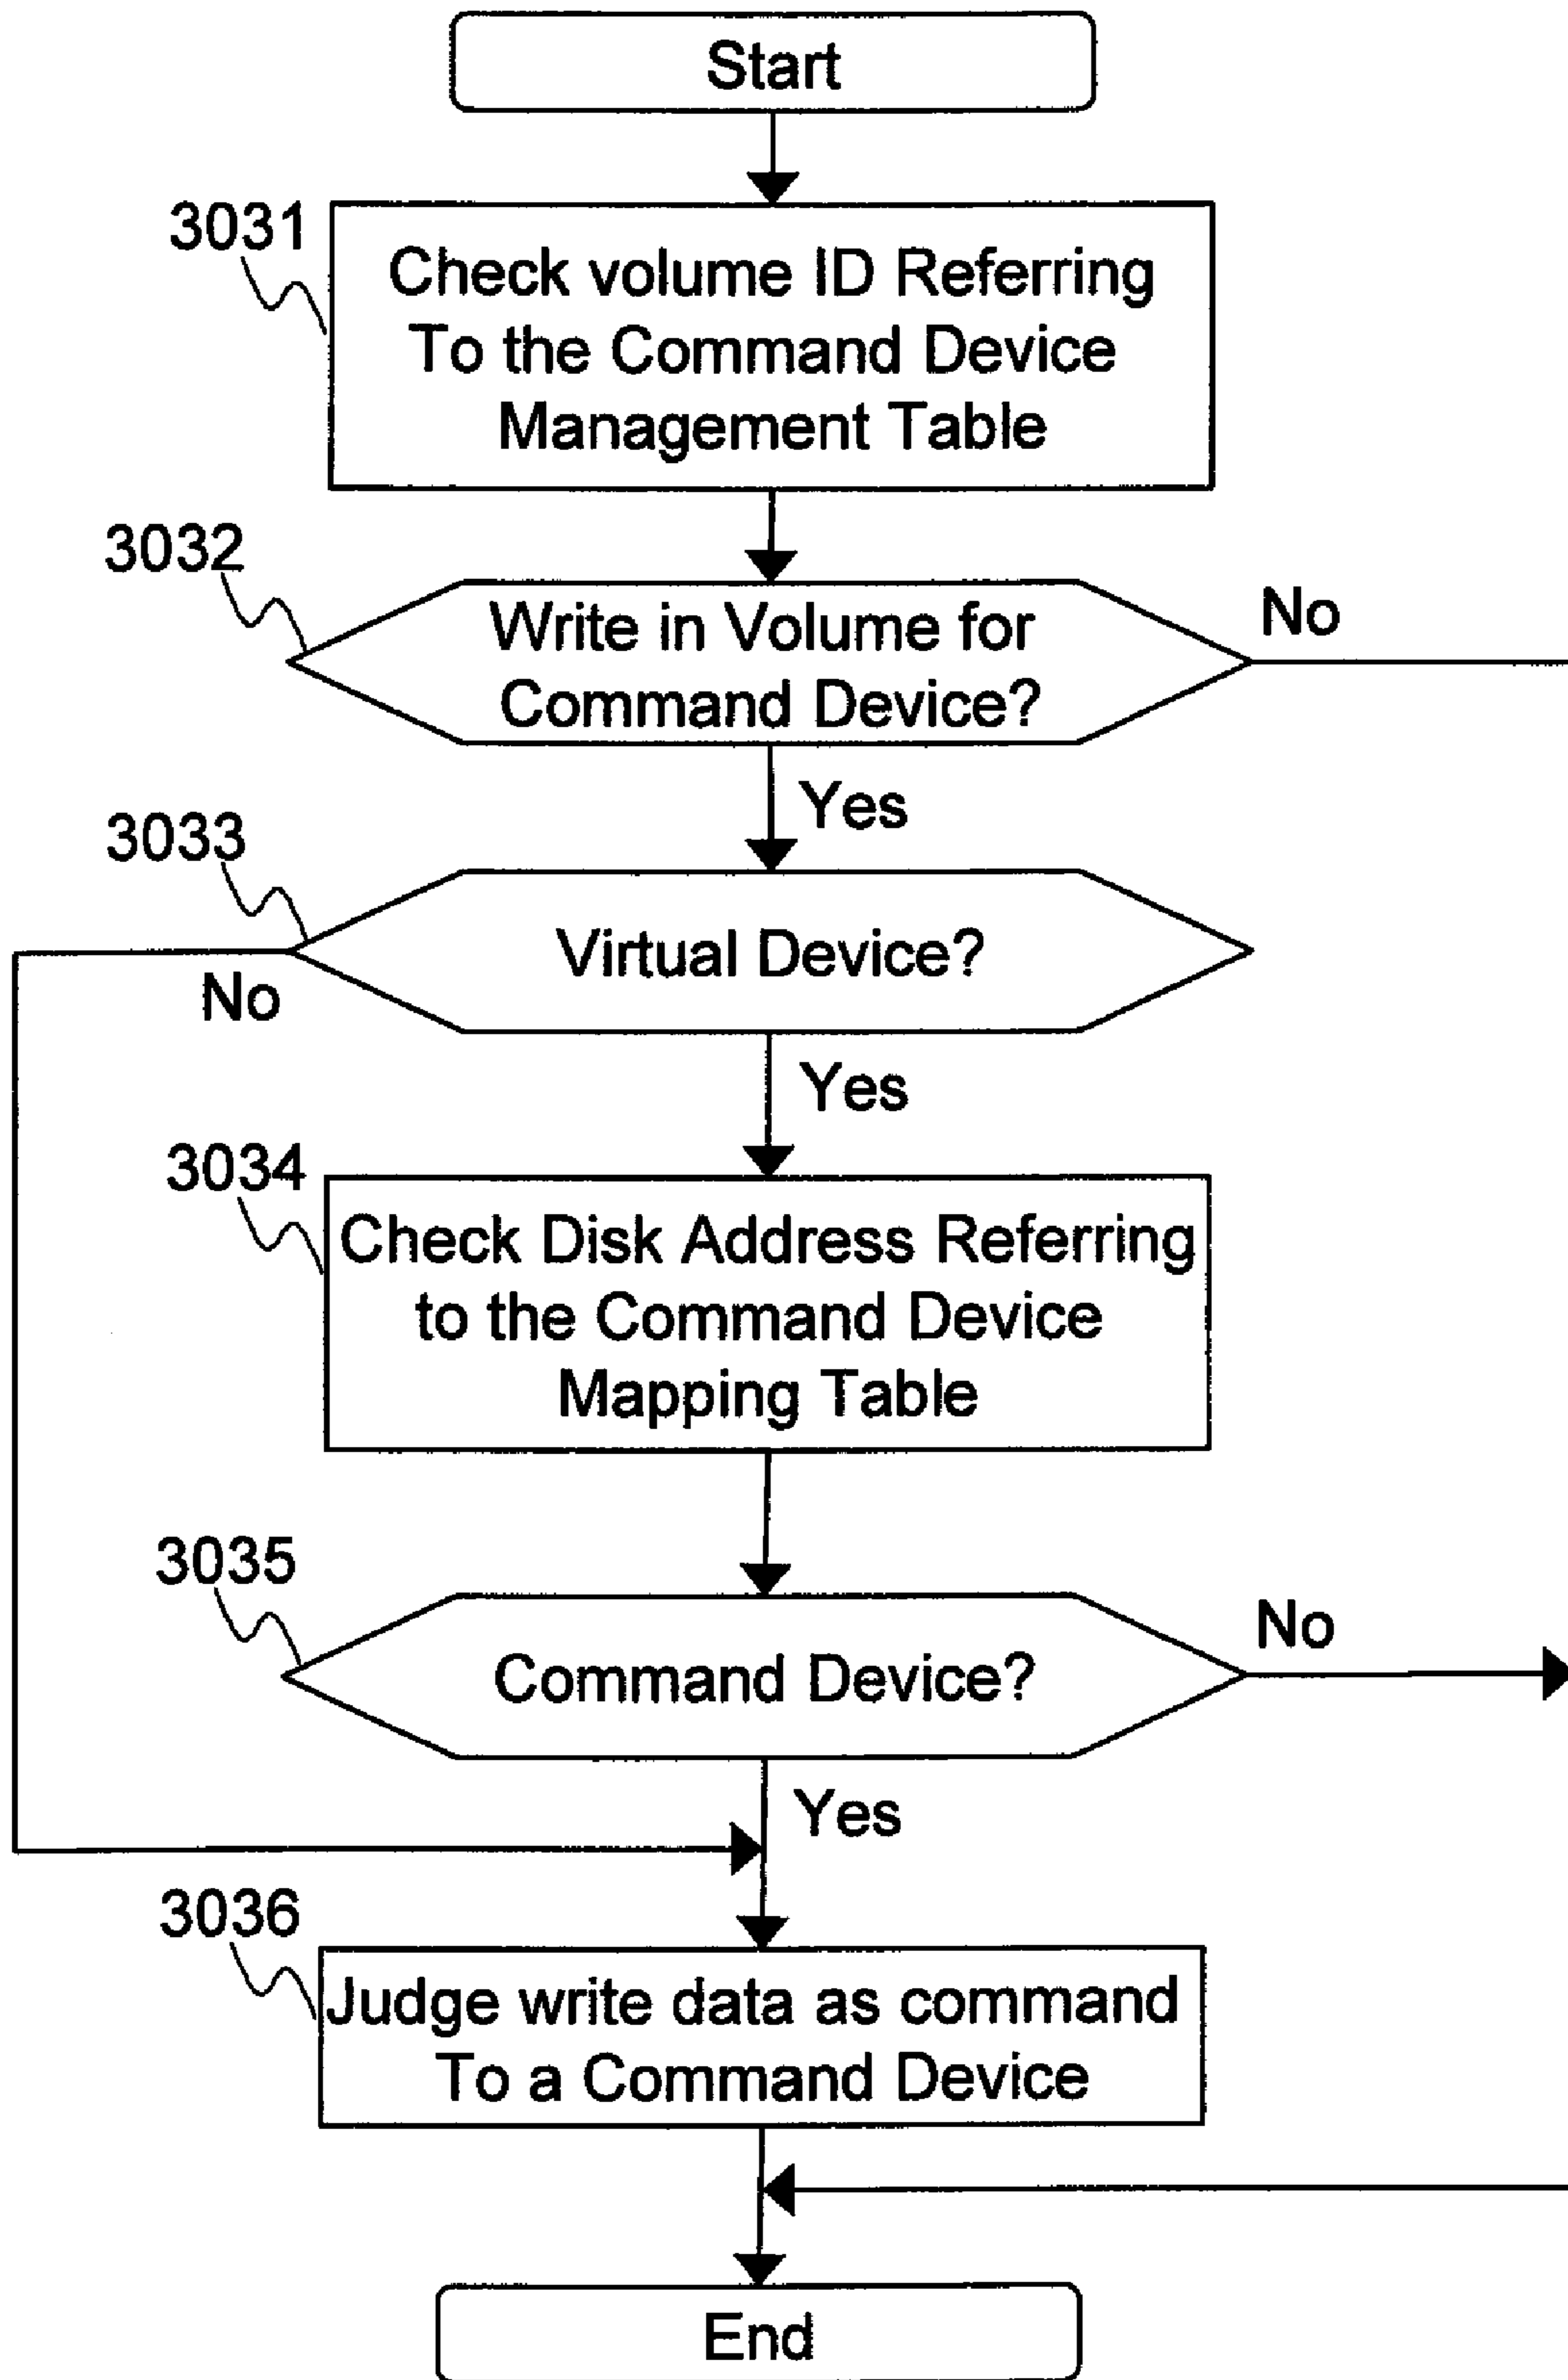 Start
3031
Check volume ID Referring
To the Command Device
Management Table
3032
Write in Volume for
Command Device?
No
Yes
3033
Virtual Device?
No
Yes
3034
Check Disk Address Referring
to the Command Device
Mapping Table
3035
Command Device?
No
Yes
3036
Judge write data as command
To a Command Device
End